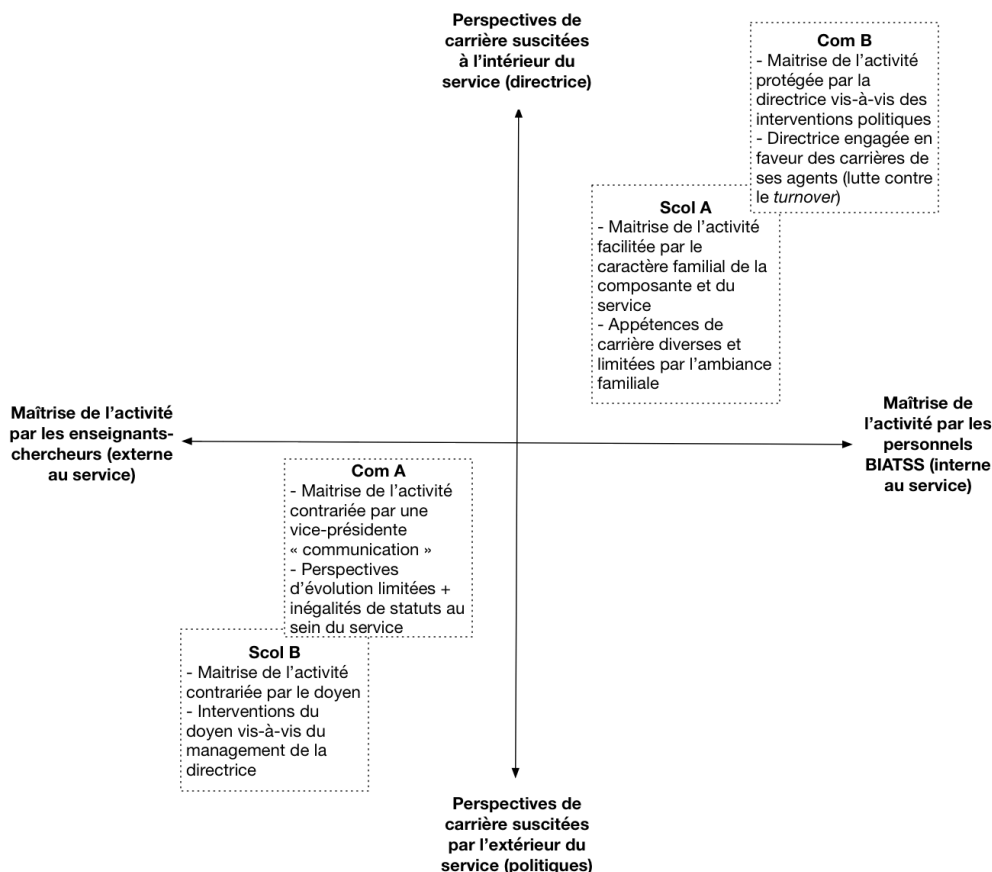 Perspectives de
carrière suscitées
à l'intérieur du
service (directrice)
Com B
- Maitrise de l'activité
protégée par la
directrice vis-à-vis des
interventions politiques
- Directrice engagée en
faveur des carrières de
ses agents (lutte contre
le turnover)
Scol A
- Maitrise de l'activité
facilitée par le
caractère familial de la
composante et du
service
- Appétences de
carrière diverses et
limitées par l'ambiance
familiale
Maîtrise de l'activité
par les enseignants-
chercheurs (externe
au service)
Maîtrise de
l'activité par les
personnels
BIATSS (interne
au service)
Com A
- Maitrise de l'activité
contrariée par une
vice-présidente
« communication »
- Perspectives
d'évolution limitées +
inégalités de statuts au
sein du service
Scol B
- Maitrise de l'activité
contrariée par le doyen
- Interventions du
doyen vis-à-vis du
management de la
directrice
Perspectives de
carrière suscitées
par l'extérieur du
service (politiques)